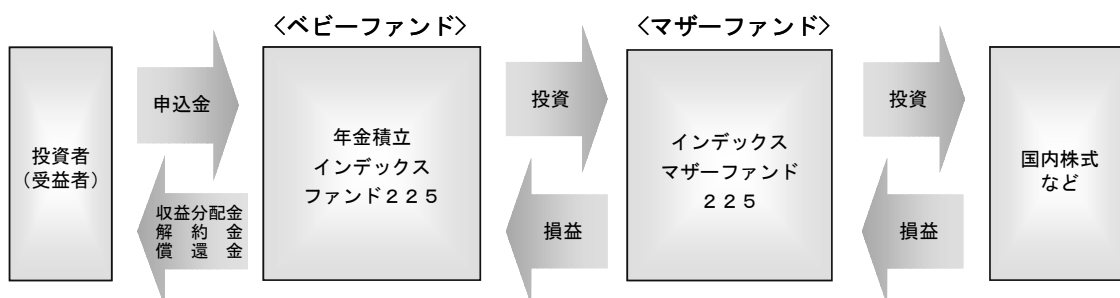 〈ベビーファンド〉
〈マザーファンド〉
投資者
（受益者）
申込金
収益分配金
解約金
償還金
年金積立
インデックス
ファンド２２５
投資
損益
インデックス
マザーファンド
２２５
投資
損益
国内株式
など